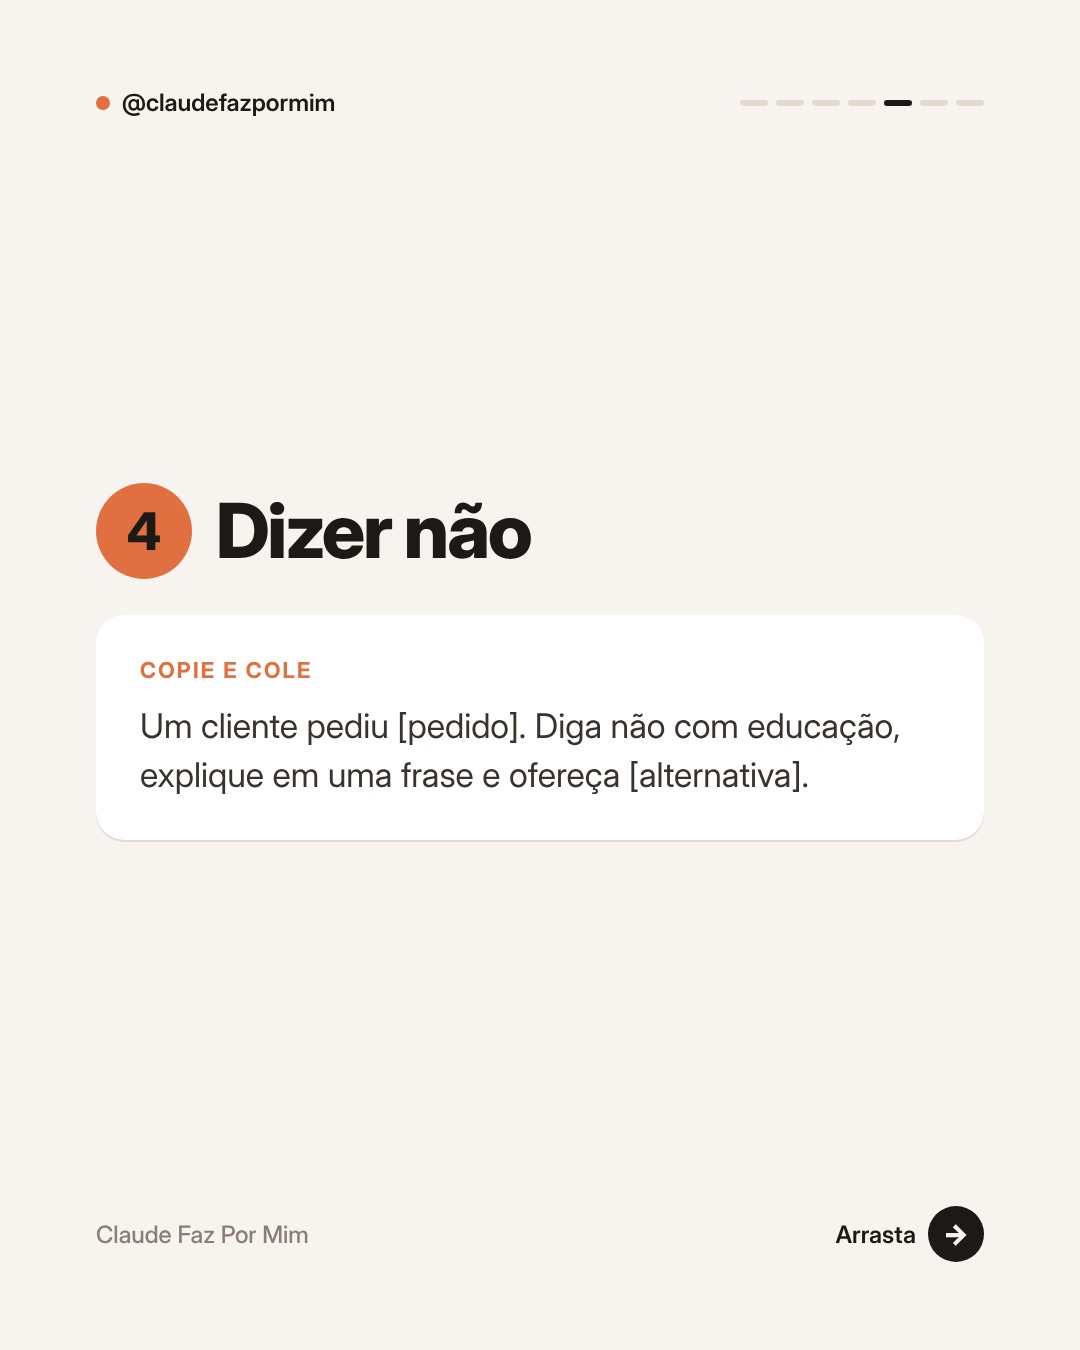 @claudefazpormim
4 Dizer não
COPIE E COLE
Um cliente pediu [pedido]. Diga não com educação,
explique em uma frase e ofereça [alternativa].
Claude Faz Por Mim
Arrasta